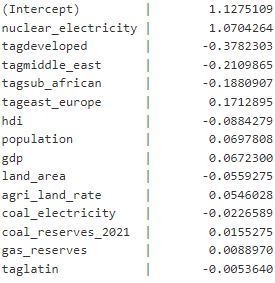 (Intercept) | 1.1275109
nuclear_electricity | 1.0704264
tagdeveloped | -0.3782303
tagmiddle_east | -0.2109865
tagsub_african | -0.1880907
tageast_europe | 0.1712895
hdi | -0.0884279
population | 0.0697808
gdp | 0.0672300
land_area | -0.0559275
agri_land_rate | 0.0546028
coal_electricity | -0.0226589
coal_reserves_2021 | 0.0155275
gas_reserves | 0.0088970
taglatin | -0.0053640